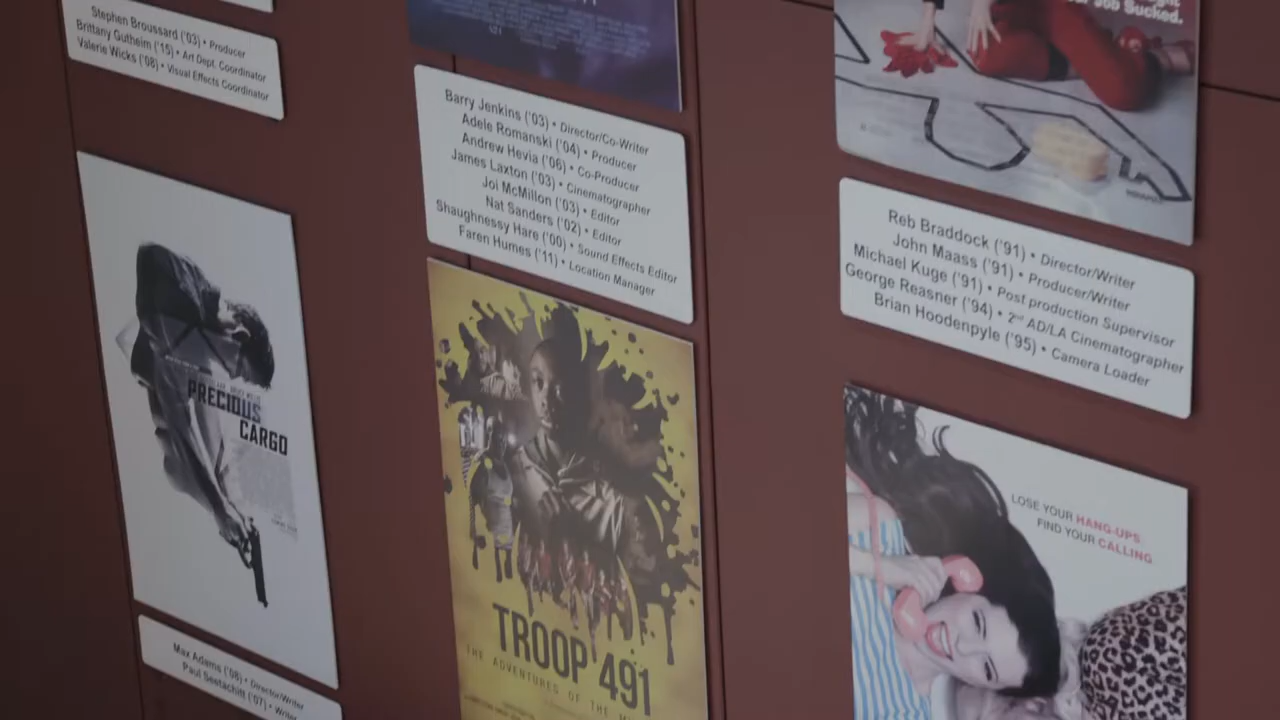 Stephen Broussard ('03) • Producer
Brittany Gutheim ('15) • Art Dept. Coordinator
Valerie Wicks ('08) • Visual Effects Coordinator
PRECIOUS
CARGO
Max Adams ('08) • Director/Writer
Paul Seetachitt ('07) • Writer
Barry Jenkins ('03) • Director/Co-Writer
Adele Romanski ('04) • Producer
Andrew Hevia ('06) • Co-Producer
James Laxton ('03) • Cinematographer
Joi McMillon ('03) • Editor
Nat Sanders ('02) • Editor
Shaughnessy Hare ('00) • Sound Effects Editor
Faren Humes ('11) • Location Manager
TROOP 491
THE ADVENTURES OF THE
Job Sucked.
Reb Braddock ('91) • Director/Writer
John Maass ('91) • Producer/Writer
Michael Kuge ('91) • Post production Supervisor
George Reasner ('94) • 2nd AD/LA Cinematographer
Brian Hoodenpyle ('95) • Camera Loader
LOSE YOUR HANG-UPS.
FIND YOUR CALLING.